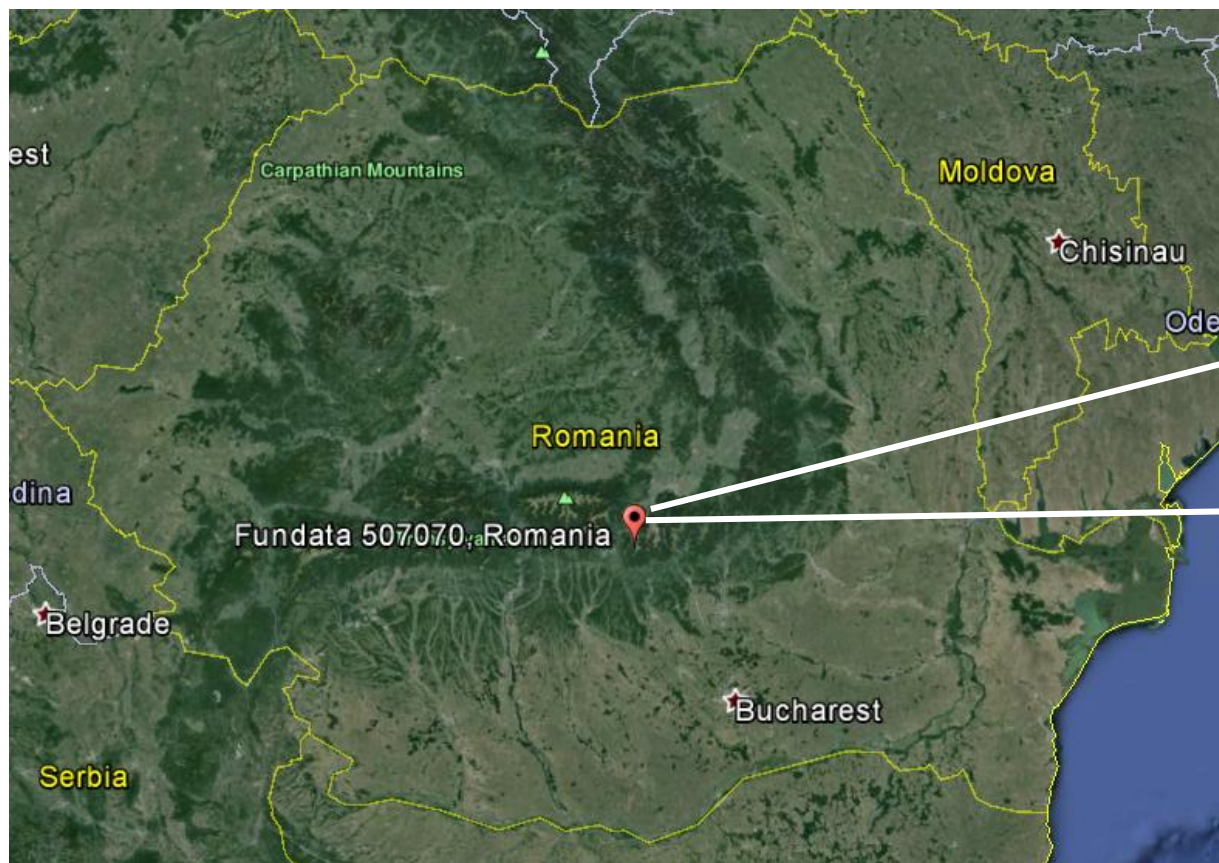 est
Carpathian Mountains
Moldova
Chisinau
Ode
Romania
dina
Fundata 507070, Romania
Belgrade
Bucharest
Serbia